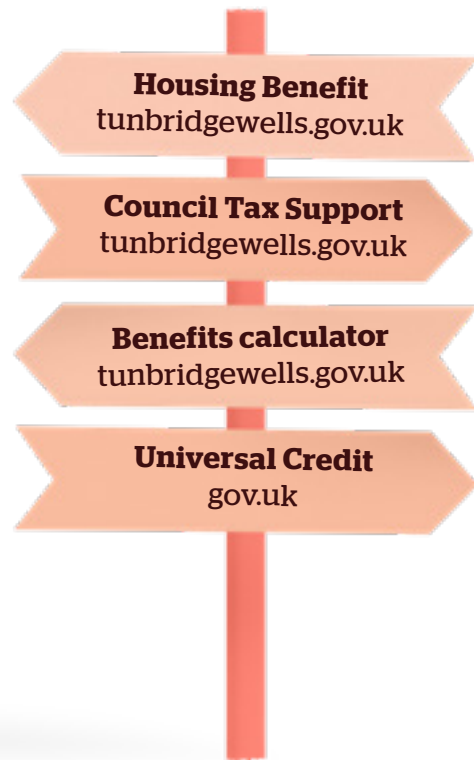 Housing Benefit
tunbridgewells.gov.uk
Council Tax Support
tunbridgewells.gov.uk
Benefits calculator
tunbridgewells.gov.uk
Universal Credit
gov.uk